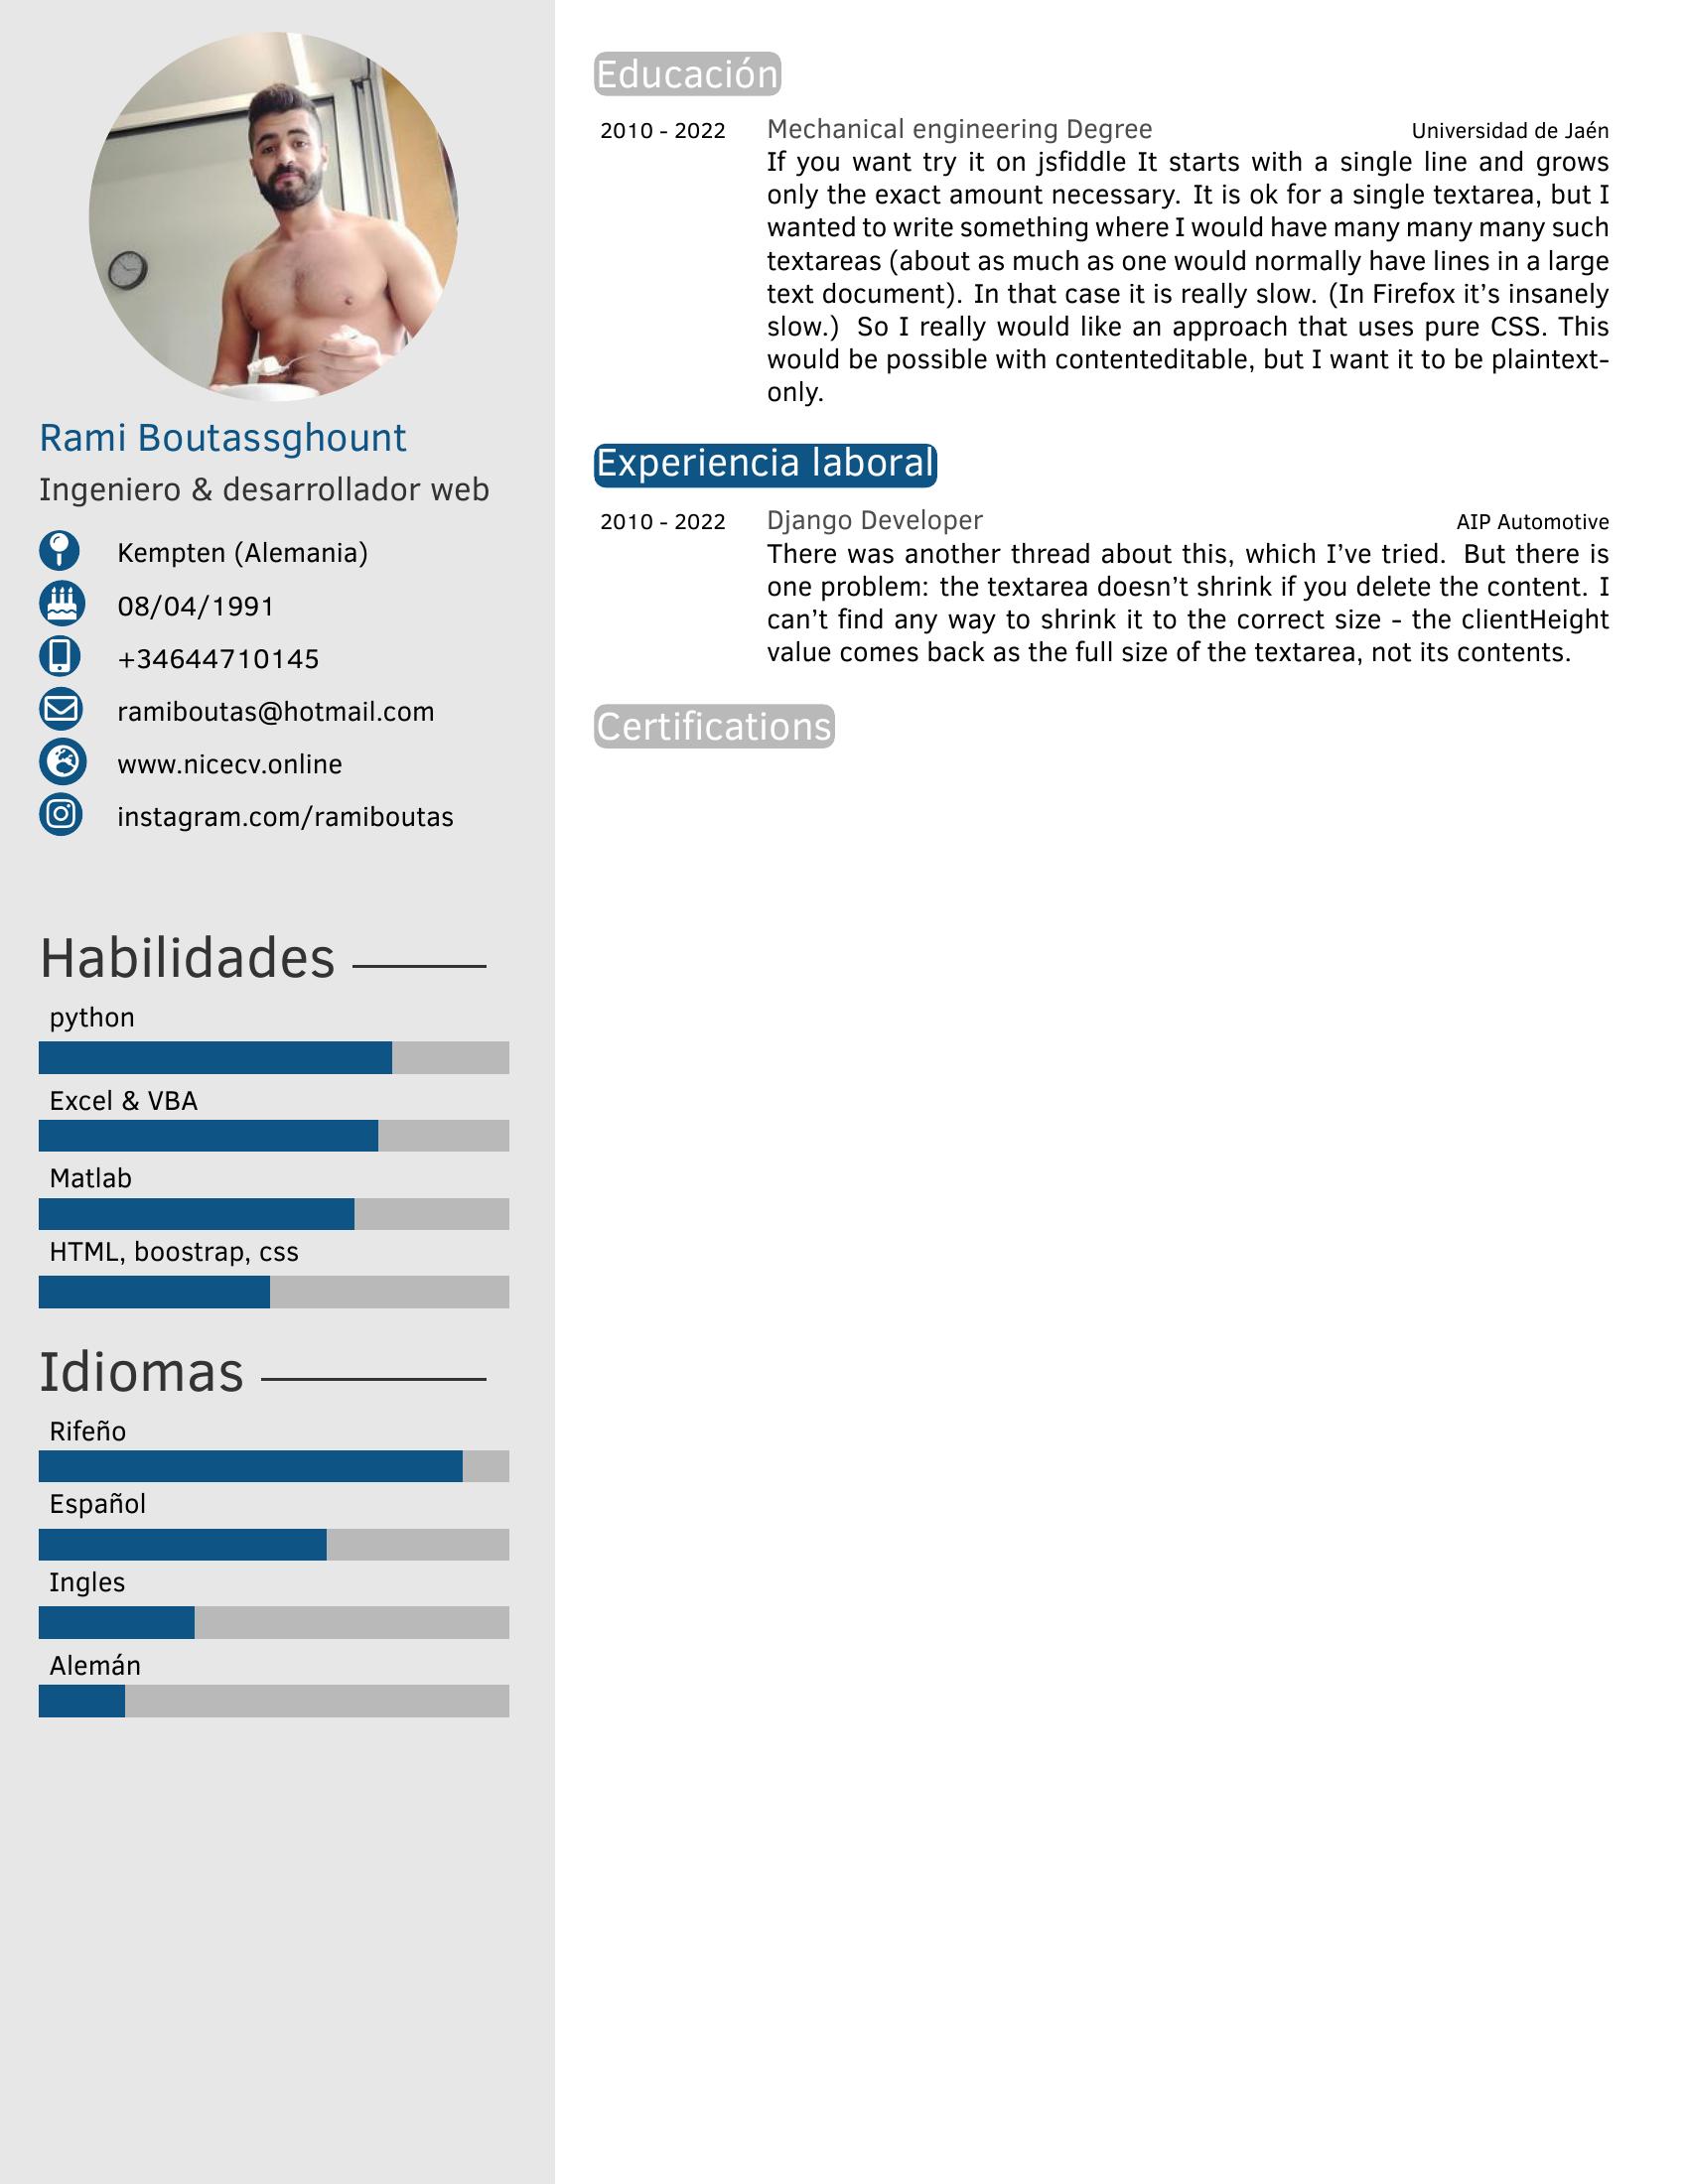 Rami Boutassghount
Ingeniero & desarrollador web
Kempten (Alemania)
08/04/1991
+34644710145
ramiboutas@hotmail.com
www.nicecv.online
instagram.com/ramiboutas
Habilidades
python
Excel & VBA
Matlab
HTML, boostrap, css
Idiomas
Rifeño
Español
Ingles
Alemán
Educación
2010 - 2022 Mechanical engineering Degree Universidad de Jaén
If you want try it on jsfiddle It starts with a single line and grows
only the exact amount necessary. It is ok for a single textarea, but I
wanted to write something where I would have many many many such
textareas (about as much as one would normally have lines in a large
text document). In that case it is really slow. (In Firefox it’s insanely
slow.) So I really would like an approach that uses pure CSS. This
would be possible with contenteditable, but I want it to be plaintext-
only.
Experiencia laboral
2010 - 2022 Django Developer AIP Automotive
There was another thread about this, which I’ve tried. But there is
one problem: the textarea doesn’t shrink if you delete the content. I
can’t find any way to shrink it to the correct size - the clientHeight
value comes back as the full size of the textarea, not its contents.
Certifications